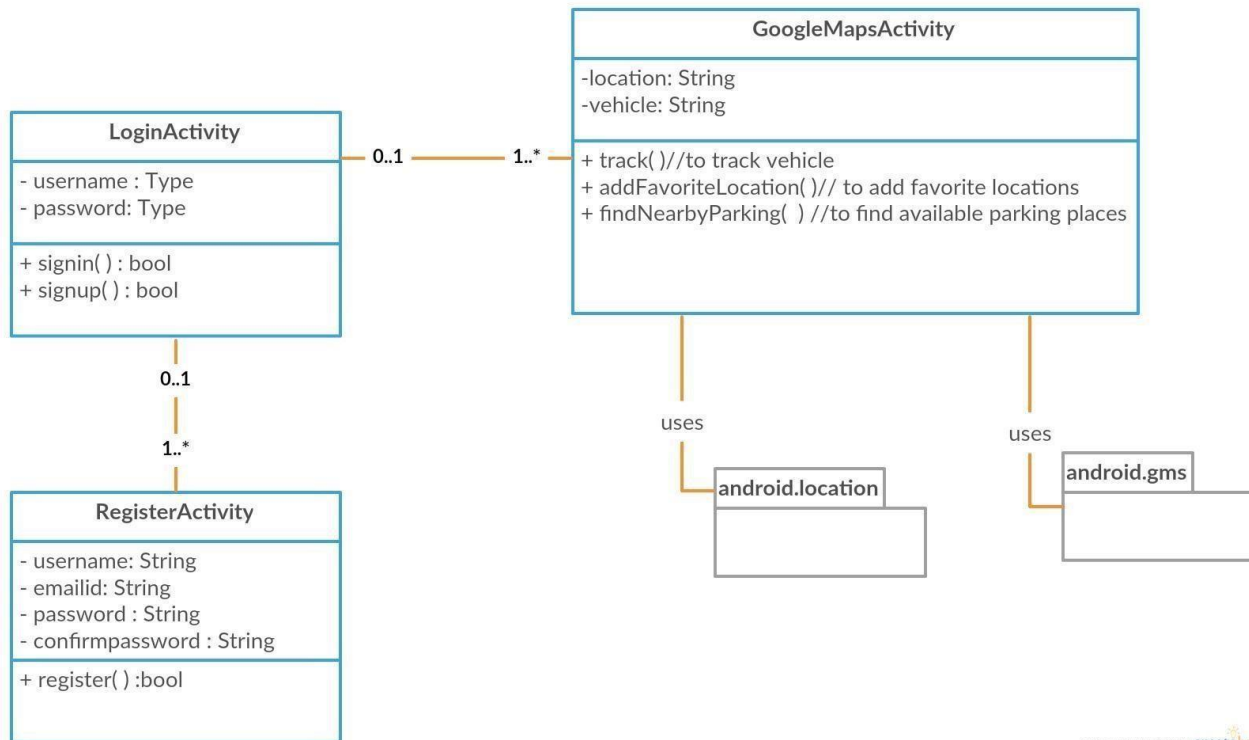 GoogleMapsActivity
-location: String
-vehicle: String
+ track( )//to track vehicle
+ addFavoriteLocation( )// to add favorite locations
+ findNearbyParking(  ) //to find available parking places
LoginActivity
- username : Type
- password: Type
+ signin( ) : bool
+ signup( ) : bool
0..1
1..*
0..1
1..*
RegisterActivity
- username: String
- emailid: String
- password : String
- confirmpassword : String
+ register( ) :bool
uses
uses
android.location
android.gms